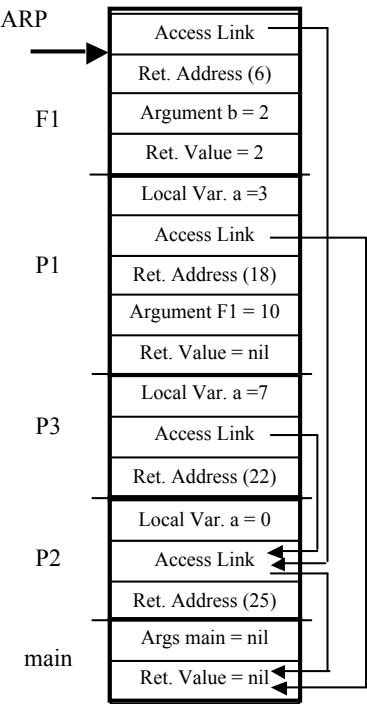 ARP
Access Link
Ret. Address (6)
F1
Argument b = 2
Ret. Value = 2
Local Var. a =3
Access Link
P1
Ret. Address (18)
Argument F1 = 10
Ret. Value = nil
Local Var. a =7
P3
Access Link
Ret. Address (22)
Local Var. a = 0
P2
Access Link
Ret. Address (25)
Args main = nil
main
Ret. Value = nil